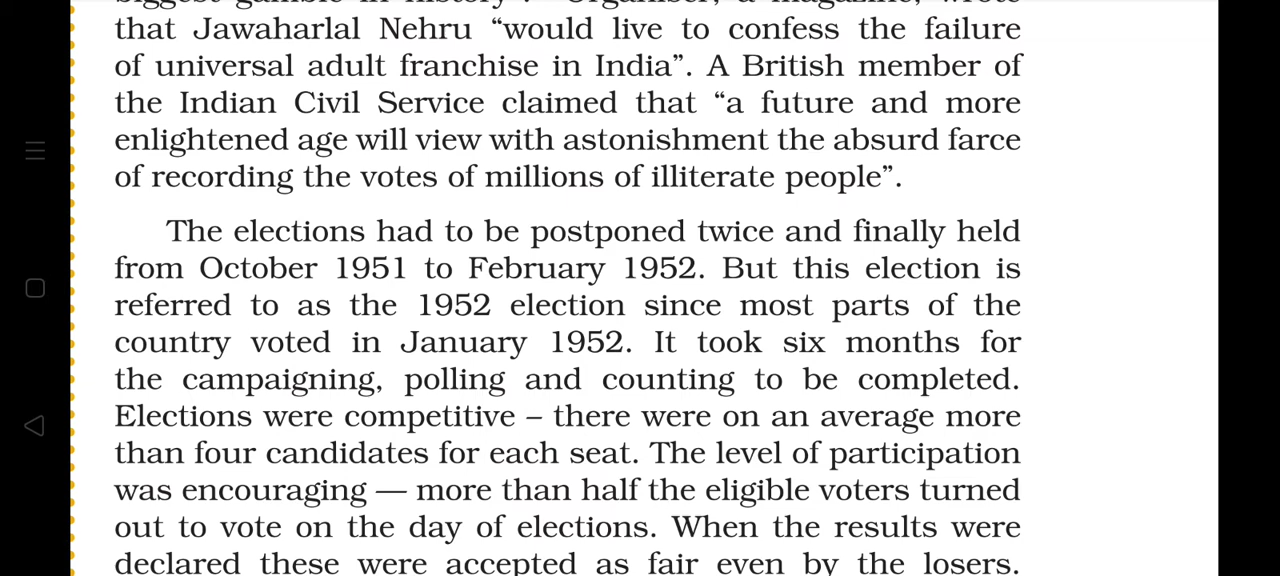 biggest gamble in history". Organiser, a magazine, wrote
that Jawaharlal Nehru “would live to confess the failure
of universal adult franchise in India”. A British member of
the Indian Civil Service claimed that “a future and more
enlightened age will view with astonishment the absurd farce
of recording the votes of millions of illiterate people”.
The elections had to be postponed twice and finally held
from October 1951 to February 1952. But this election is
referred to as the 1952 election since most parts of the
country voted in January 1952. It took six months for
the campaigning, polling and counting to be completed.
Elections were competitive – there were on an average more
than four candidates for each seat. The level of participation
was encouraging — more than half the eligible voters turned
out to vote on the day of elections. When the results were
declared these were accepted as fair even by the losers.